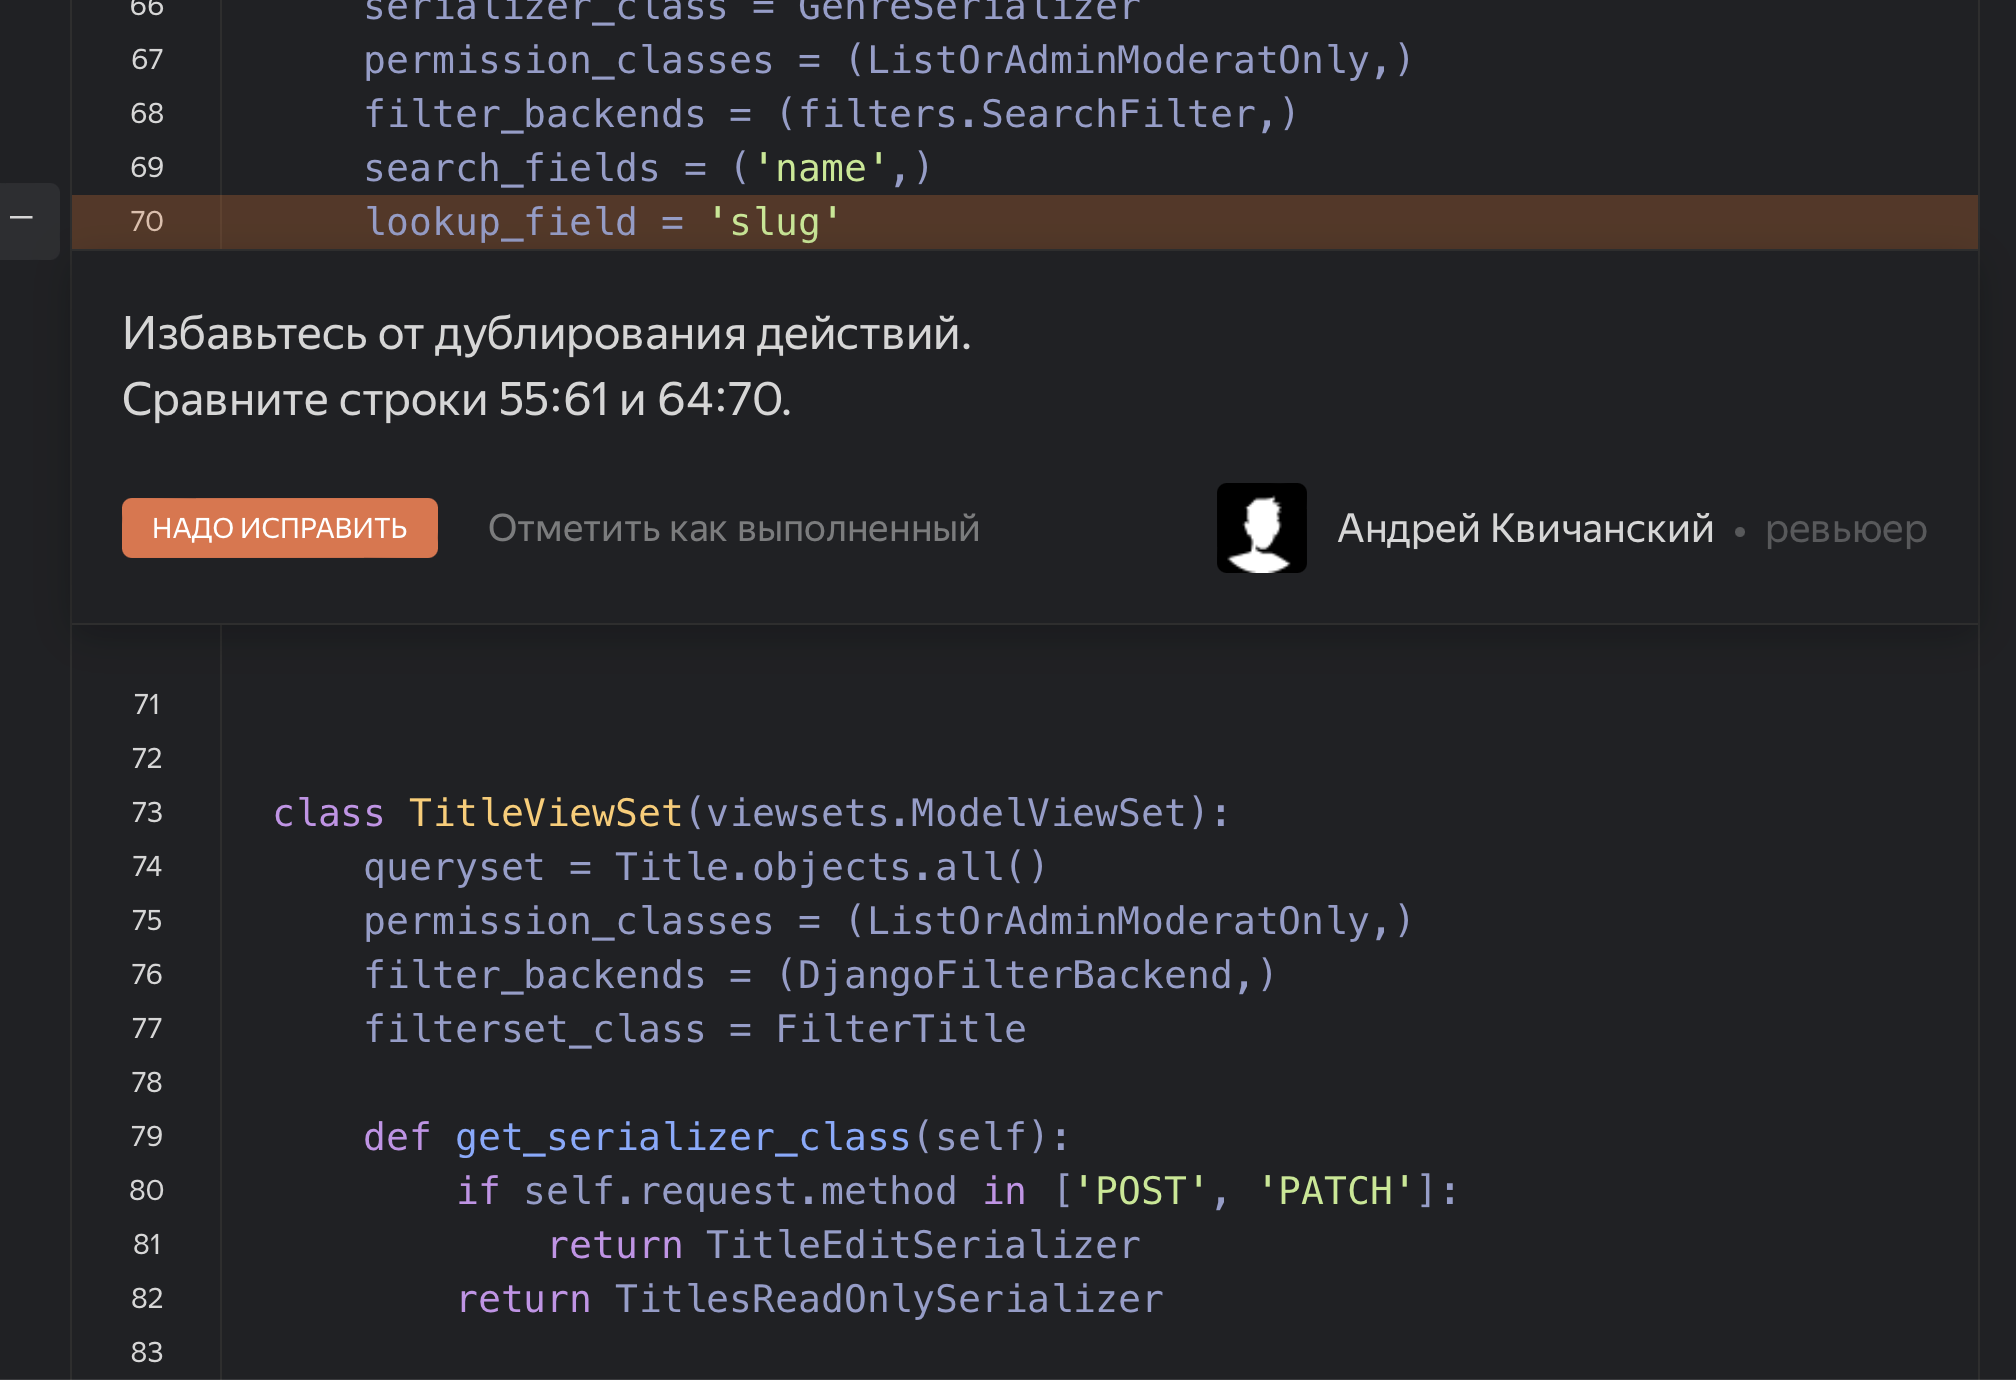 66 serializer_class = GenreSerializer
67 permission_classes = (ListOrAdminModeratOnly,)
68 filter_backends = (filters.SearchFilter,)
69 search_fields = ('name',)
70 lookup_field = 'slug'
Избавьтесь от дублирования действий.
Сравните строки 55:61 и 64:70.
НАДО ИСПРАВИТЬ Отметить как выполненный Андрей Квичанский • ревьюер
71
72
73 class TitleViewSet(viewsets.ModelViewSet):
74 queryset = Title.objects.all()
75 permission_classes = (ListOrAdminModeratOnly,)
76 filter_backends = (DjangoFilterBackend,)
77 filterset_class = FilterTitle
78
79 def get_serializer_class(self):
80 if self.request.method in ['POST', 'PATCH']:
81 return TitleEditSerializer
82 return TitlesReadOnlySerializer
83